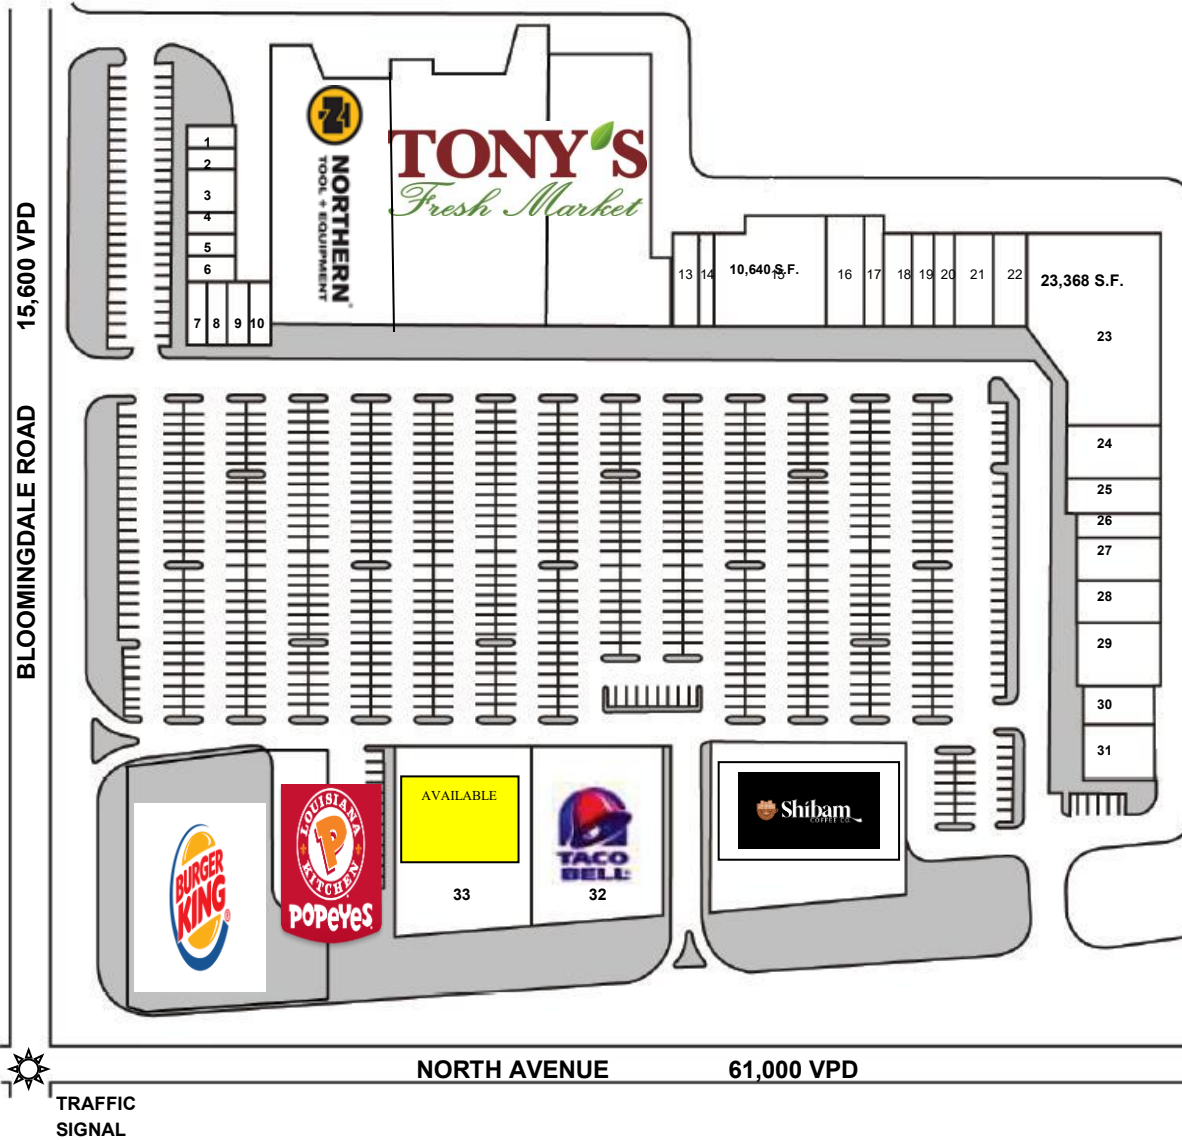 1
2
3
4
5
6
7 8 9 10
NORTHERN
TOOL + EQUIPMENT
TONY'S
Fresh Market
13 14 10,640 S.F. 15 16 17 18 19 20 21 22 23,368 S.F.
23
24
25
26
27
28
29
30
31
15,600 VPD
BLOOMINGDALE ROAD
BURGER
KING®
LOUISIANA
KITCHEN
POPEYES
AVAILABLE
33
TACO
BELL
32
Shibam
COFFEE CO.
NORTH AVENUE 61,000 VPD
TRAFFIC
SIGNAL